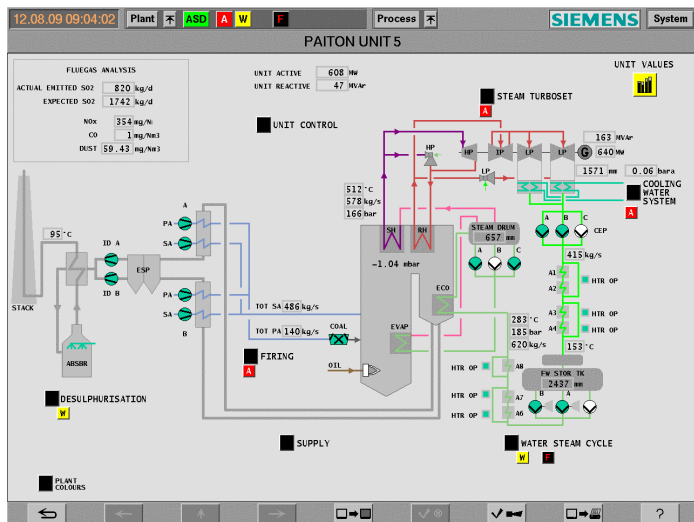 12.08.09 09:04:02 Plant ASD A W F Process SIEMENS System
PAITON UNIT 5
FLUEGAS ANALYSIS
ACTUAL EMITTED SO2 820 kg/d
EXPECTED SO2 1742 kg/d
NOx 354 mg/N
CO 1 mg/Nm3
DUST 59.43 mg/Nm3
UNIT ACTIVE 608 MW
UNIT REACTIVE 47 MVAr
UNIT VALUES
UNIT CONTROL
STEAM TURBOSET
A
HP
HP IP LP LP G
163 MVAr
640 MW
LP
1571 mm 0.06 bara
COOLING
WATER
SYSTEM
A
512 °C
578 kg/s
166 bar
SH RH
-1.04 mbar
STEAM DRUM
657 mm
A B C
A B C CEP
415 kg/s
A1 HTR OP
A2
A3 HTR OP
A4 HTR OP
153 °C
ECO
EVAP
283 °C
185 bar
620 kg/s
HTR OP A8
HTR OP A7
HTR OP A6
FW STOR TK
2437 mm
B A C
95 °C
STACK
ID A
ID B
ESP
ABSBR
A
PA
SA
PA
SA
B
TOT SA 486 kg/s
TOT PA 140 kg/s
COAL
OIL
FIRING
A
DESULPHURISATION
W
SUPPLY
WATER STEAM CYCLE
W F
PLANT
COLOURS
?